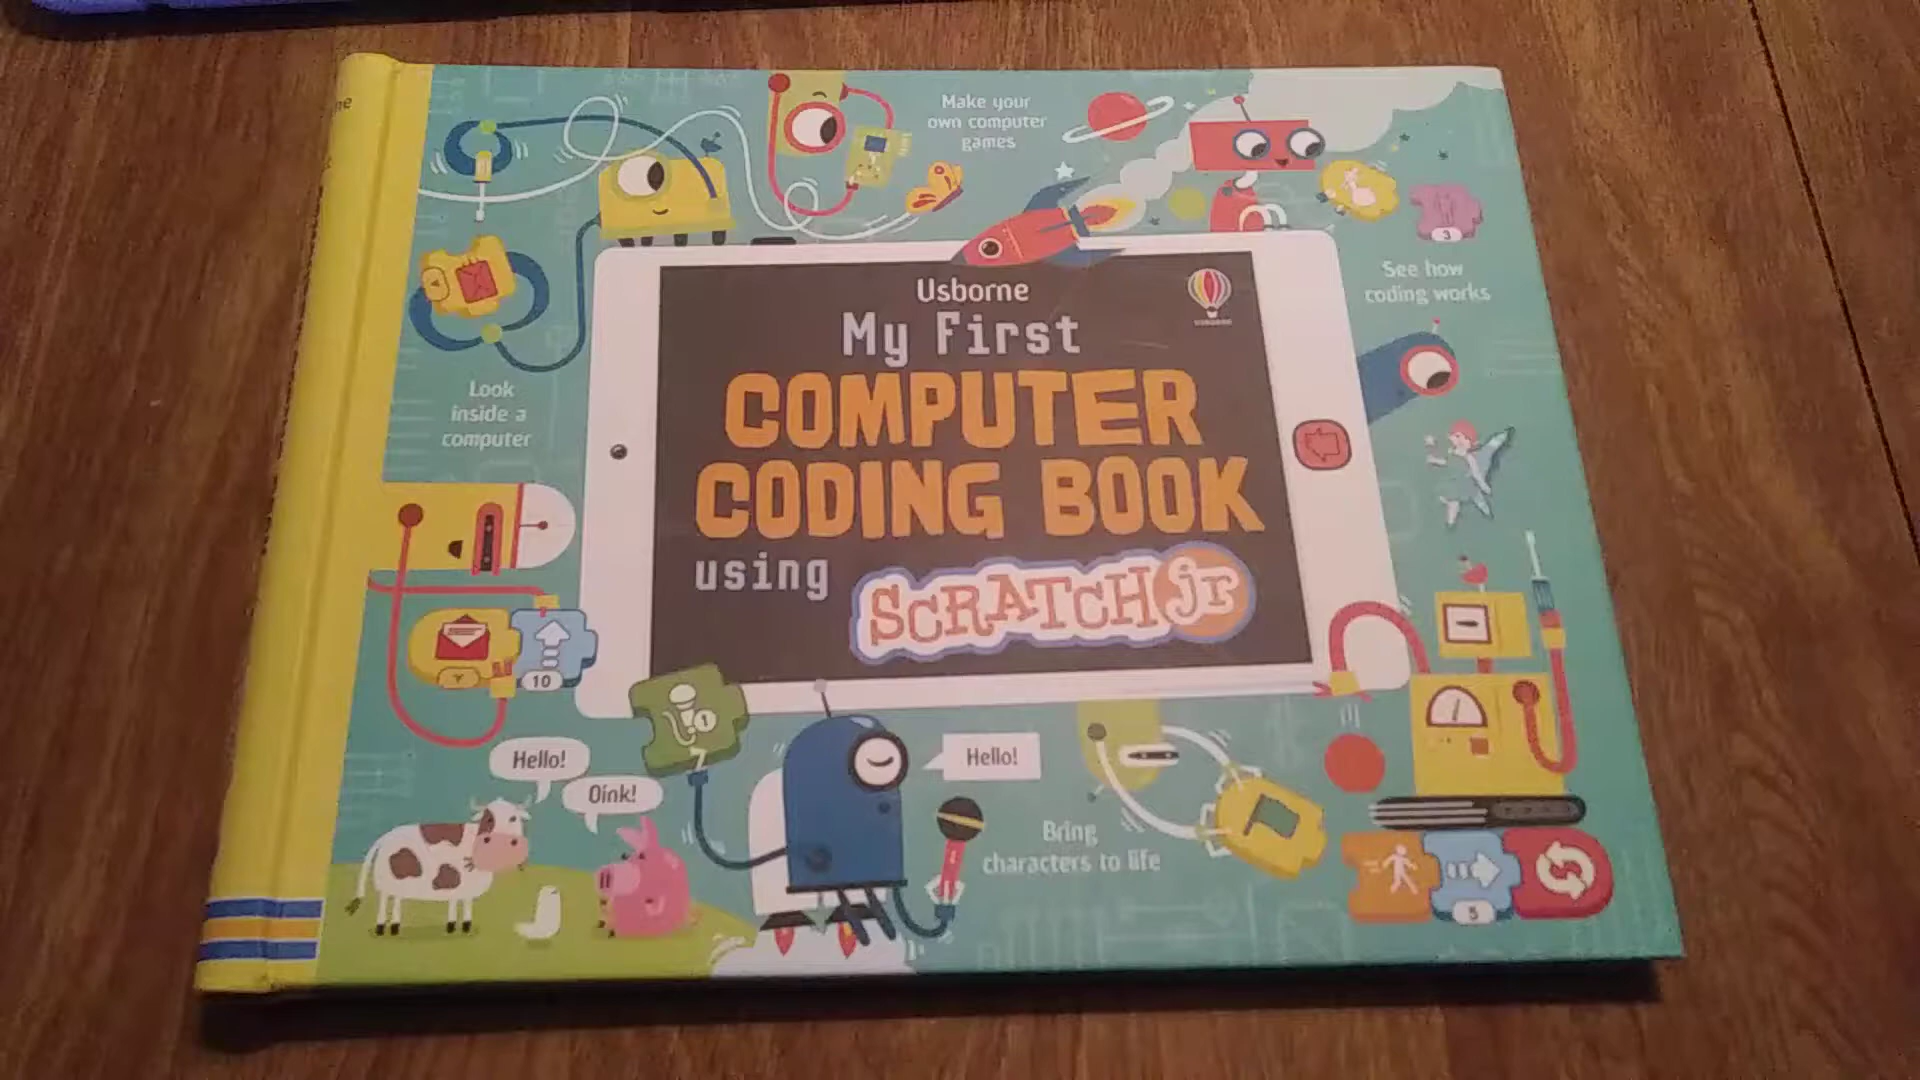 Make your
own computer
games
See how
coding works
Usborne
USBORNE
My First
COMPUTER
CODING BOOK
using SCRATCH jr
Look
inside a
computer
3
10
1
Hello!
Oink!
Hello!
Bring
characters to life
5